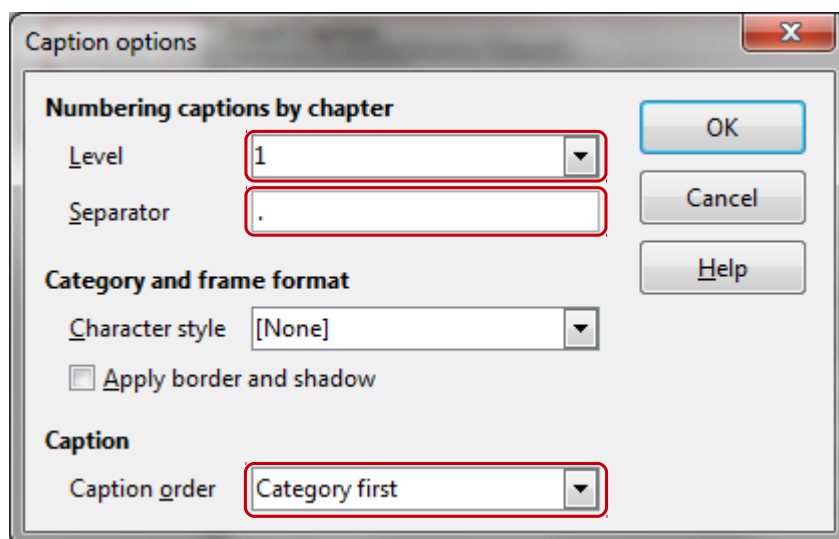 Caption options
Numbering captions by chapter
Level 1
Separator .
Category and frame format
Character style [None]
Apply border and shadow
Caption
Caption order Category first
OK
Cancel
Help